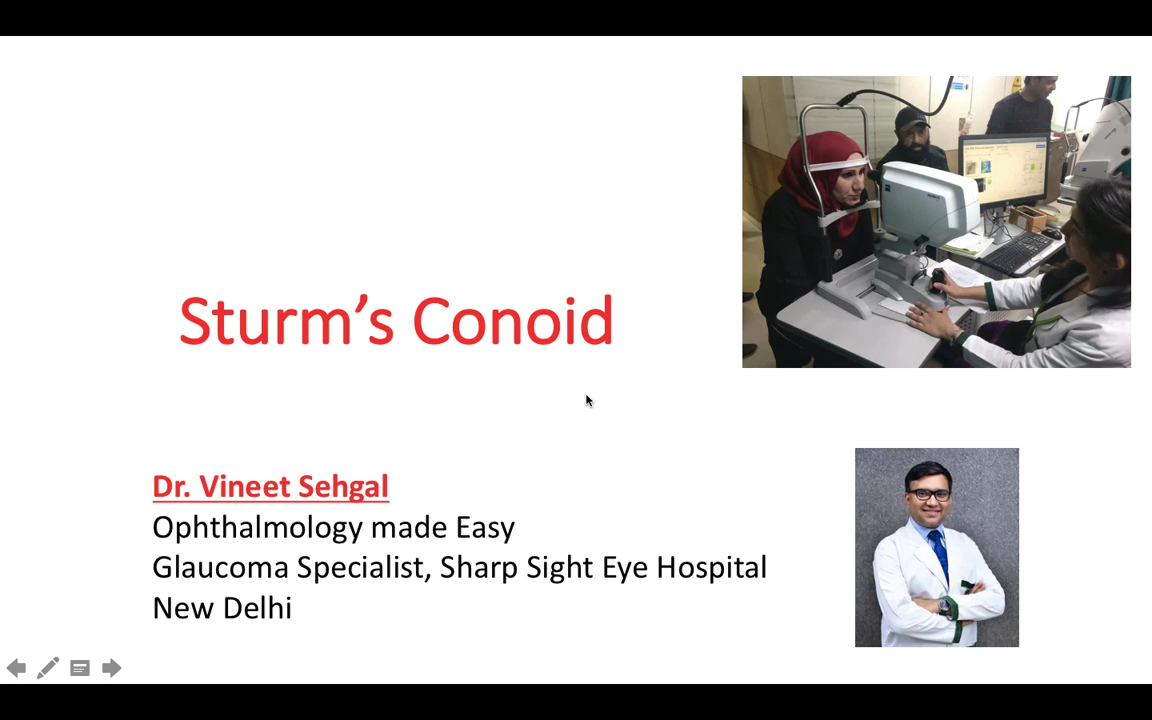 Sturm’s Conoid
Dr. Vineet Sehgal
Ophthalmology made Easy
Glaucoma Specialist, Sharp Sight Eye Hospital
New Delhi